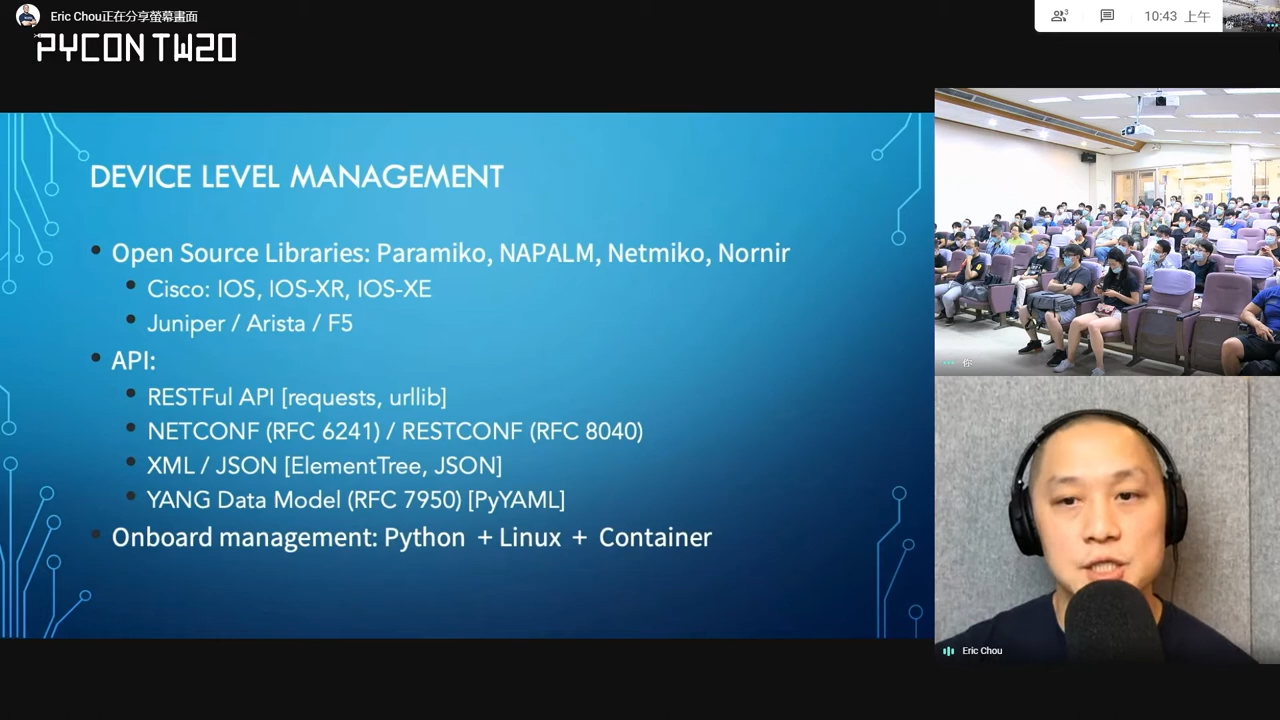 Eric Chou正在分享螢幕畫面
3
10:43 上午
你
PYCON TW20
DEVICE LEVEL MANAGEMENT
Open Source Libraries: Paramiko, NAPALM, Netmiko, Nornir
Cisco: IOS, IOS-XR, IOS-XE
Juniper / Arista / F5
API:
RESTFul API [requests, urllib]
NETCONF (RFC 6241) / RESTCONF (RFC 8040)
XML / JSON [ElementTree, JSON]
YANG Data Model (RFC 7950) [PyYAML]
Onboard management: Python + Linux + Container
你
Eric Chou